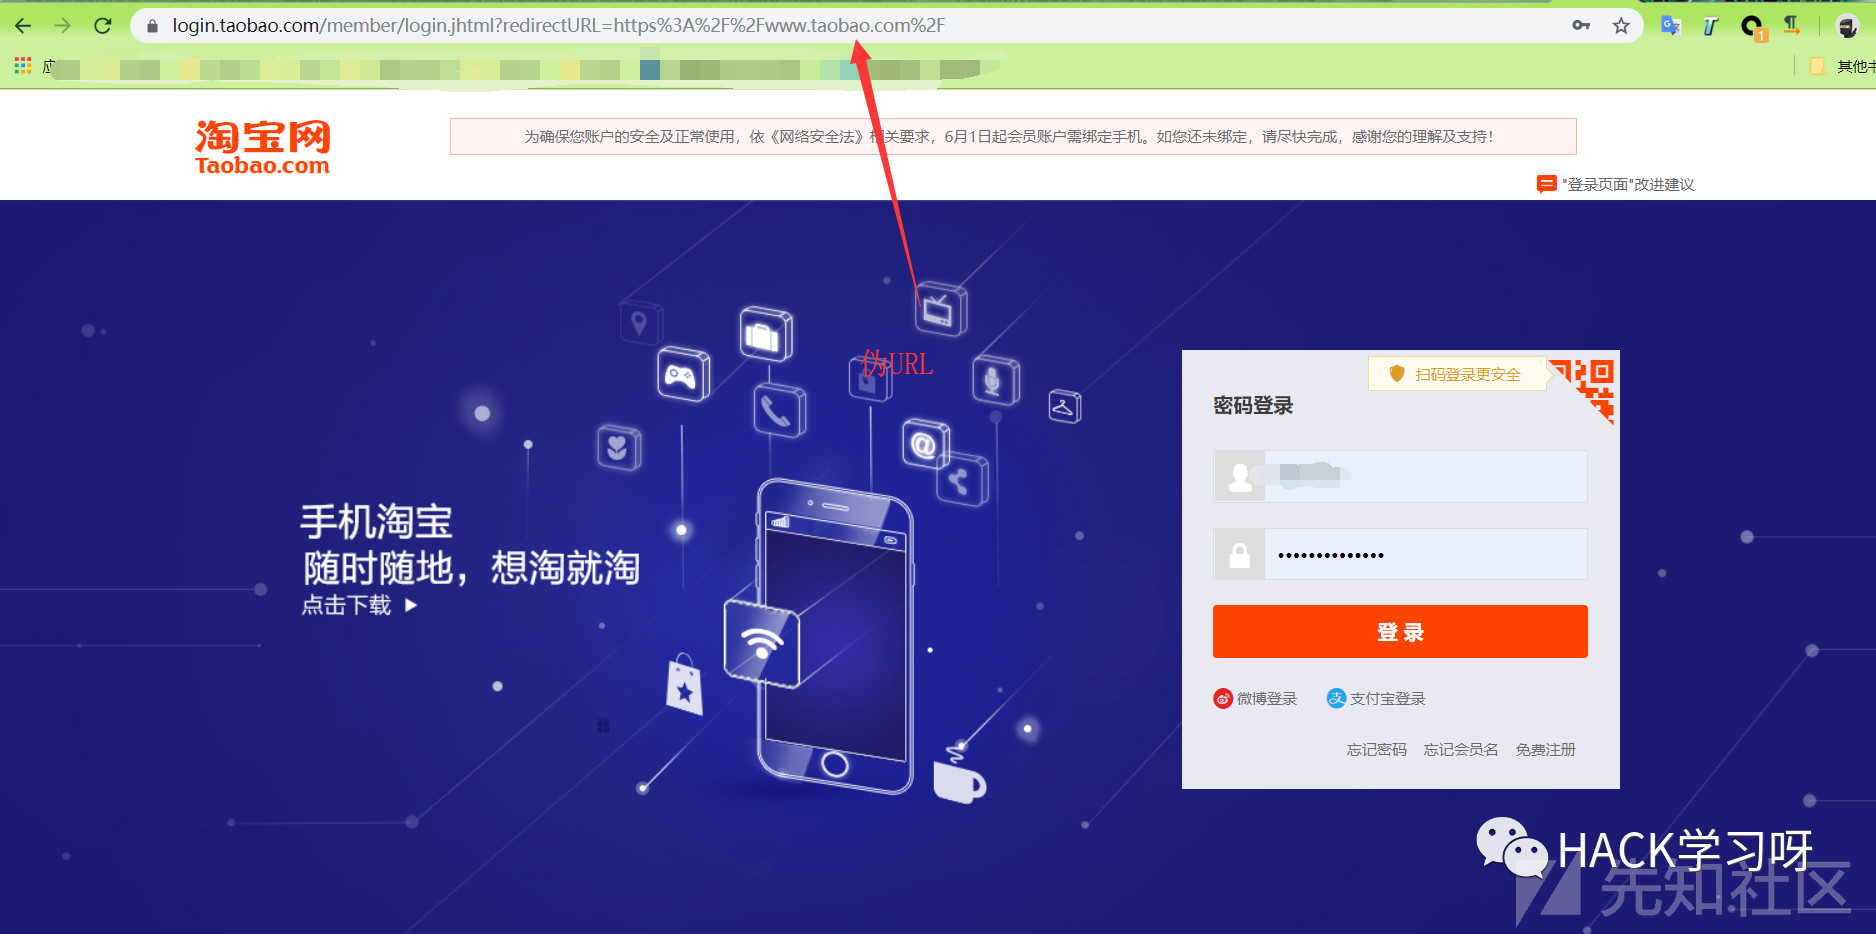 login.taobao.com/member/login.jhtml?redirectURL=https%3A%2F%2Fwww.taobao.com%2F
1
其他书
淘宝网
Taobao.com
为确保您账户的安全及正常使用，依《网络安全法》相关要求，6月1日起会员账户需绑定手机。如您还未绑定，请尽快完成，感谢您的理解及支持！
"登录页面"改进建议
伪URL
扫码登录更安全
密码登录
手机淘宝
随时随地，想淘就淘
点击下载
登录
微博登录 支付宝登录
忘记密码 忘记会员名 免费注册
HACK学习呀
先知社区